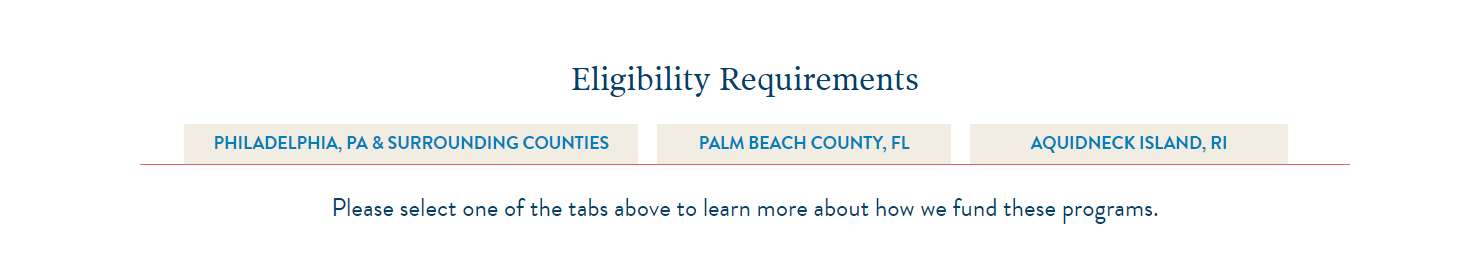 Eligibility Requirements
PHILADELPHIA, PA & SURROUNDING COUNTIES
PALM BEACH COUNTY, FL
AQUIDNECK ISLAND, RI
Please select one of the tabs above to learn more about how we fund these programs.